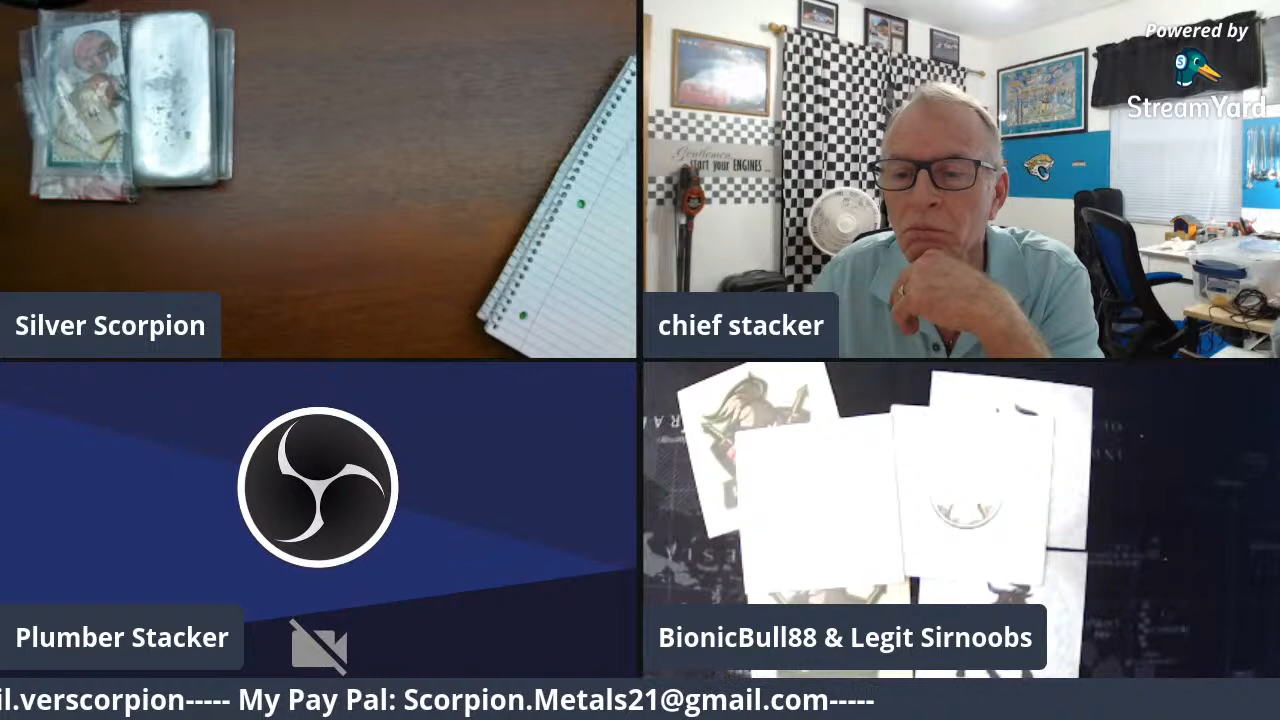 Powered by
StreamYard
Gentlemen
start your ENGINES
Silver Scorpion
chief stacker
Plumber Stacker
BionicBull88 & Legit Sirnoobs
il.verscorpion----- My Pay Pal: Scorpion.Metals21@gmail.com-----